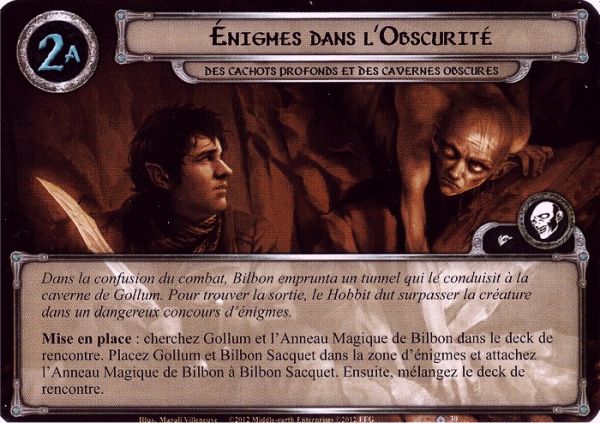 2A
Énigmes dans l'Obscurité
des cachots profonds et des cavernes obscures
Dans la confusion du combat, Bilbon emprunta un tunnel qui le conduisit à la
caverne de Gollum. Pour trouver la sortie, le Hobbit dut surpasser la créature
dans un dangereux concours d'énigmes.
Mise en place : cherchez Gollum et l'Anneau Magique de Bilbon dans le deck de
rencontre. Placez Gollum et Bilbon Sacquet dans la zone d'énigmes et attachez
l'Anneau Magique de Bilbon à Bilbon Sacquet. Ensuite, mélangez le deck de
rencontre.
Illus. Magali Villeneuve ©2012 Middle-earth Enterprises ©2012 FFG 30